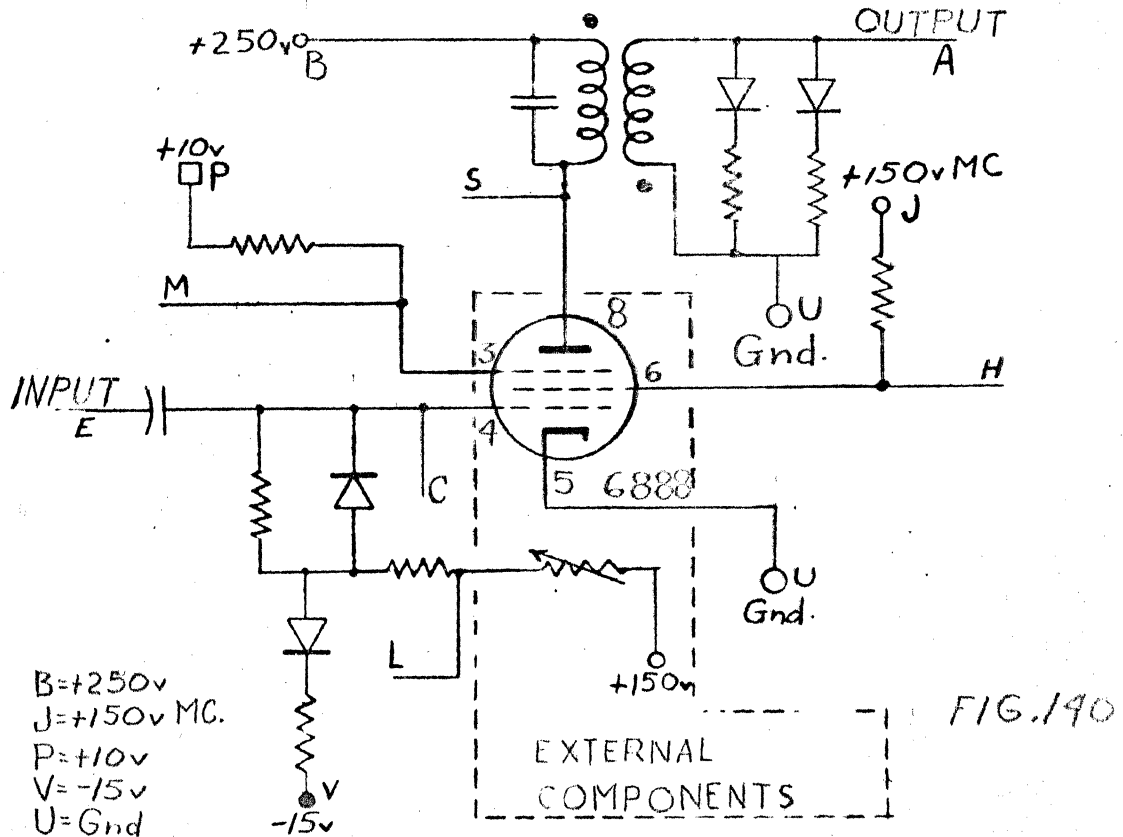 OUTPUT
A
+250v
B
+10v
P
S
+150v MC
J
M
8
U
Gnd.
3
6
H
INPUT
E
4
C
5 6888
U
Gnd.
L
+150v
B=+250v
J=+150v MC.
P=+10v
V=-15v
U=Gnd
V
-15v
EXTERNAL
COMPONENTS
FIG.190